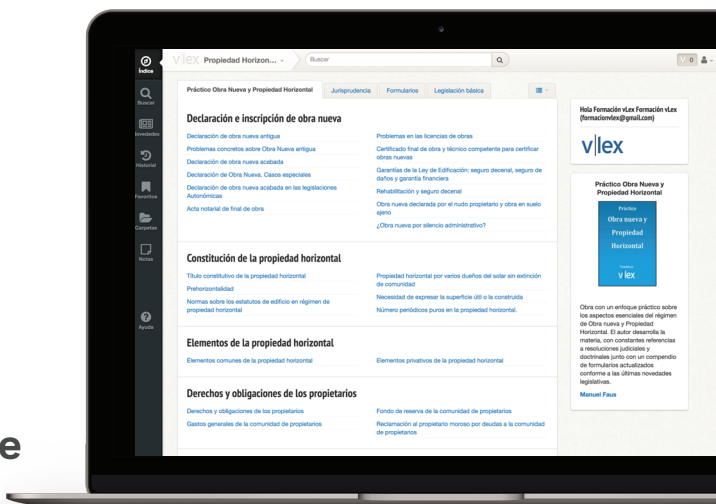 Índice
Buscar
Novedades
Historial
Favoritos
Carpetas
Notas
Ayuda
v|lex Propiedad Horizon... -
Buscar
V 0
Práctico Obra Nueva y Propiedad Horizontal
Jurisprudencia
Formularios
Legislación básica
Declaración e inscripción de obra nueva
Declaración de obra nueva antigua
Problemas concretos sobre Obra Nueva antigua
Declaración de obra nueva acabada
Declaración de Obra Nueva. Casos especiales
Declaración de obra nueva acabada en las legislaciones
Autonómicas
Acta notarial de final de obra
Problemas en las licencias de obras
Certificado final de obra y técnico competente para certificar
obras nuevas
Garantías de la Ley de Edificación: seguro decenal, seguro de
daños y garantía financiera
Rehabilitación y seguro decenal
Obra nueva declarada por el nudo propietario y obra en suelo
ajeno
¿Obra nueva por silencio administrativo?
Constitución de la propiedad horizontal
Título constitutivo de la propiedad horizontal
Prehorizontalidad
Normas sobre los estatutos de edificio en régimen de
propiedad horizontal
Propiedad horizontal por varios dueños del solar sin extinción
de comunidad
Necesidad de expresar la superficie útil o la construida
Número periódicos puros en la propiedad horizontal.
Elementos de la propiedad horizontal
Elementos comunes de la propiedad horizontal
Elementos privativos de la propiedad horizontal
Derechos y obligaciones de los propietarios
Derechos y obligaciones de los propietarios
Gastos generales de la comunidad de propietarios
Fondo de reserva de la comunidad de propietarios
Reclamación al propietario moroso por deudas a la comunidad
de propietarios
Hola Formación vLex Formación vLex
(formacionvlex@gmail.com)
v|lex
Práctico Obra Nueva y
Propiedad Horizontal
Práctico
Obra nueva y
Propiedad
Horizontal
v|lex
Obra con un enfoque práctico sobre
los aspectos esenciales del régimen
de Obra nueva y Propiedad
Horizontal. El autor desarrolla la
materia, con constantes referencias
a resoluciones judiciales y
doctrinales junto con un compendio
de formularios actualizados
conforme a las últimas novedades
legislativas.
Manuel Faus
e